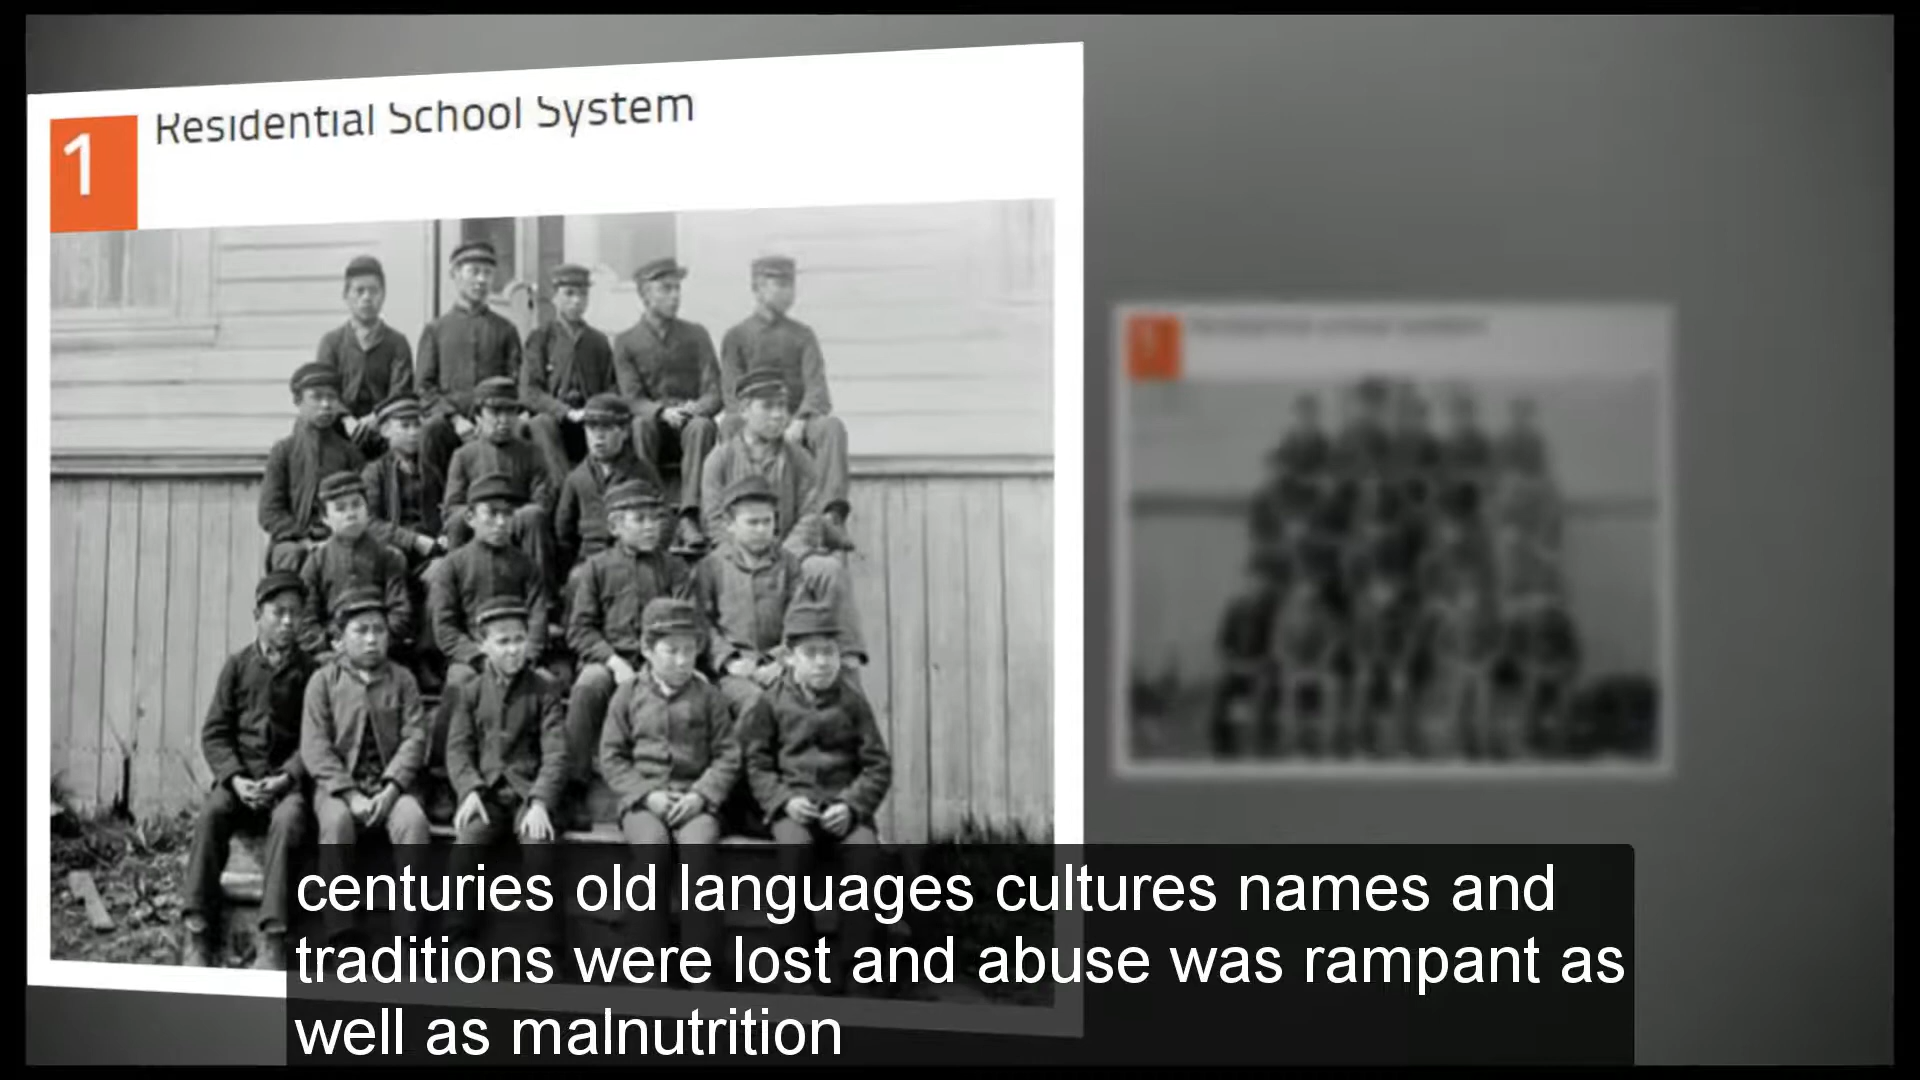 1
Residential School System
centuries old languages cultures names and
traditions were lost and abuse was rampant as
well as malnutrition